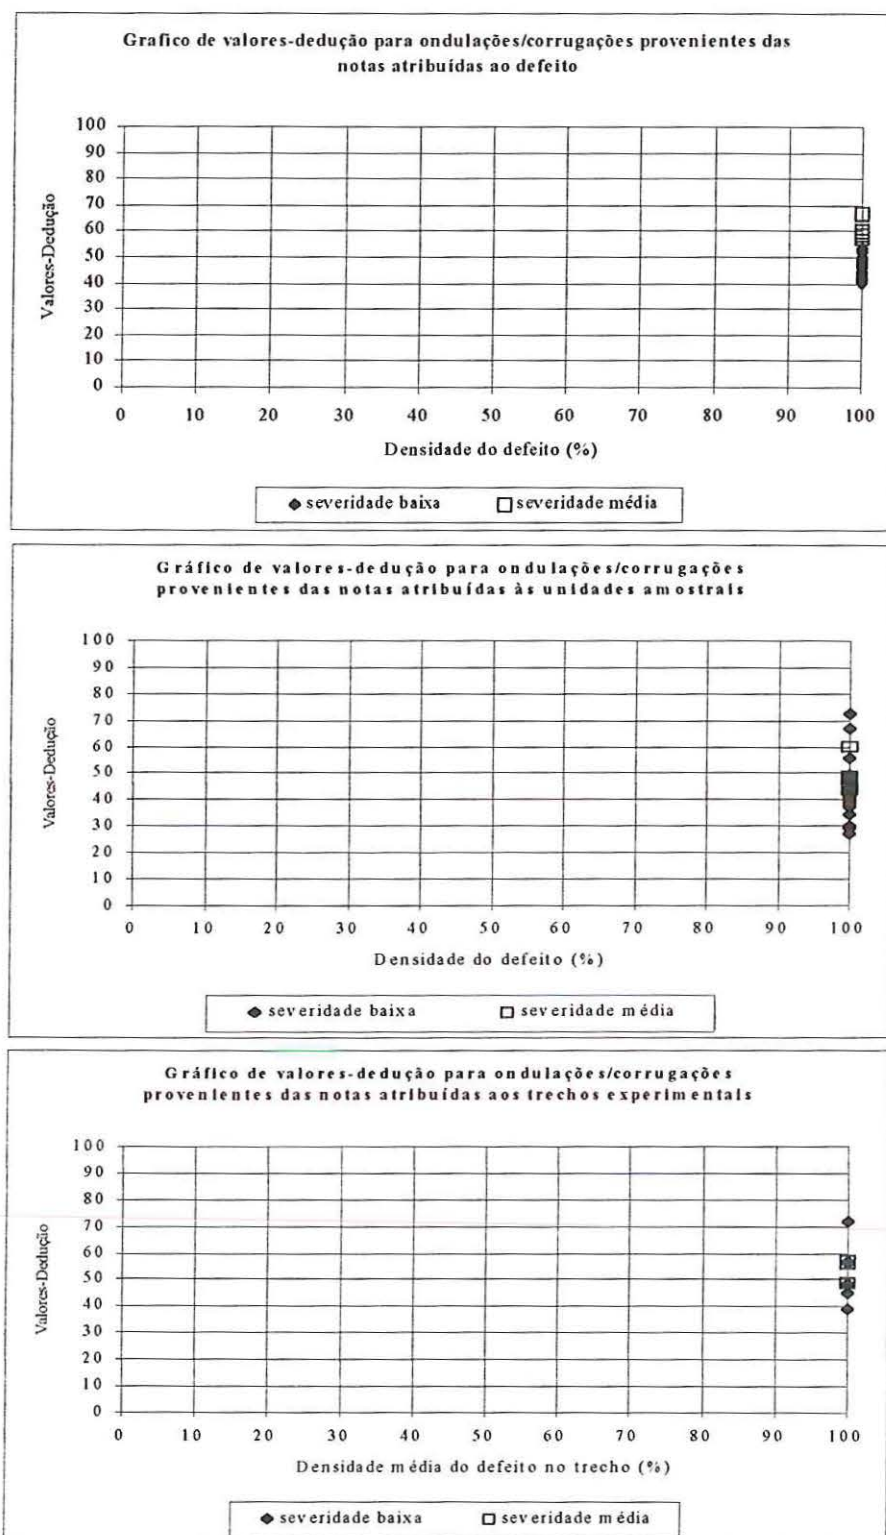 Grafico de valores-dedução para ondulações/corrugações provenientes das
notas atribuídas ao defeito
100
90
80
70
60
50
40
30
20
10
0
Valores-Dedução
0 10 20 30 40 50 60 70 80 90 100
Densidade do defeito (%)
severidade baixa severidade média
Gráfico de valores-dedução para ondulações/corrugações
provenientes das notas atribuídas às unidades amostrais
100
90
80
70
60
50
40
30
20
10
0
Valores-Dedução
0 10 20 30 40 50 60 70 80 90 100
Densidade do defeito (%)
severidade baixa severidade média
Gráfico de valores-dedução para ondulações/corrugações
provenientes das notas atribuídas aos trechos experimentais
100
90
80
70
60
50
40
30
20
10
0
Valores-Dedução
0 10 20 30 40 50 60 70 80 90 100
Densidade média do defeito no trecho (%)
severidade baixa severidade média